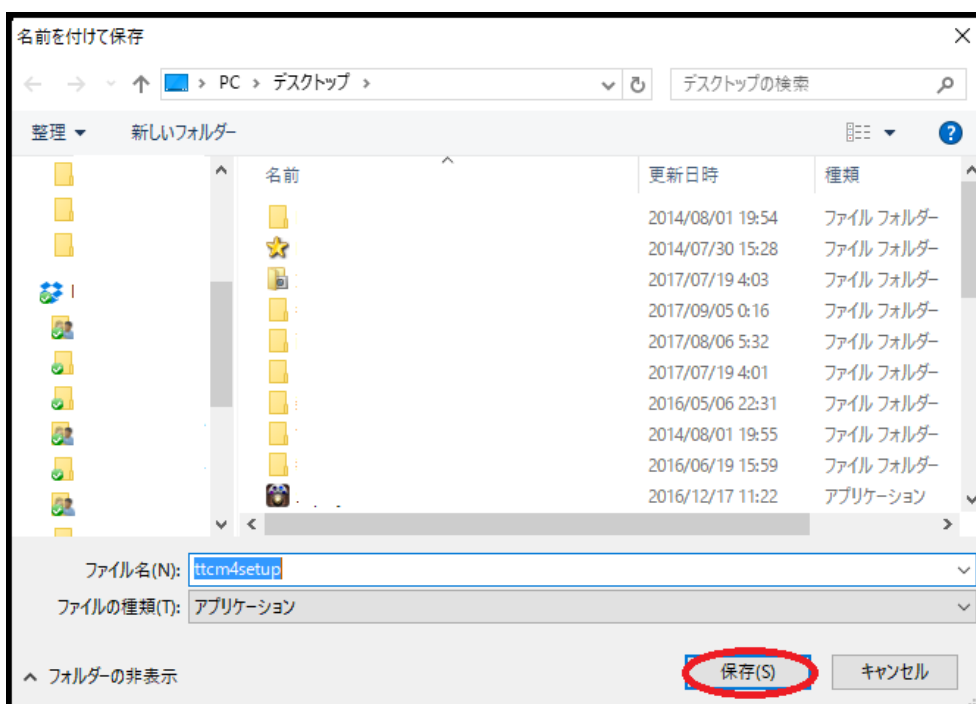 名前を付けて保存
PC > デスクトップ >
デスクトップの検索
整理
新しいフォルダー
?
名前 更新日時 種類
2014/08/01 19:54 ファイル フォルダー
2014/07/30 15:28 ファイル フォルダー
2017/07/19 4:03 ファイル フォルダー
2017/09/05 0:16 ファイル フォルダー
2017/08/06 5:32 ファイル フォルダー
2017/07/19 4:01 ファイル フォルダー
2016/05/06 22:31 ファイル フォルダー
2014/08/01 19:55 ファイル フォルダー
2016/06/19 15:59 ファイル フォルダー
2016/12/17 11:22 アプリケーション
ファイル名(N): ttcm4setup
ファイルの種類(T): アプリケーション
フォルダーの非表示
保存(S)
キャンセル